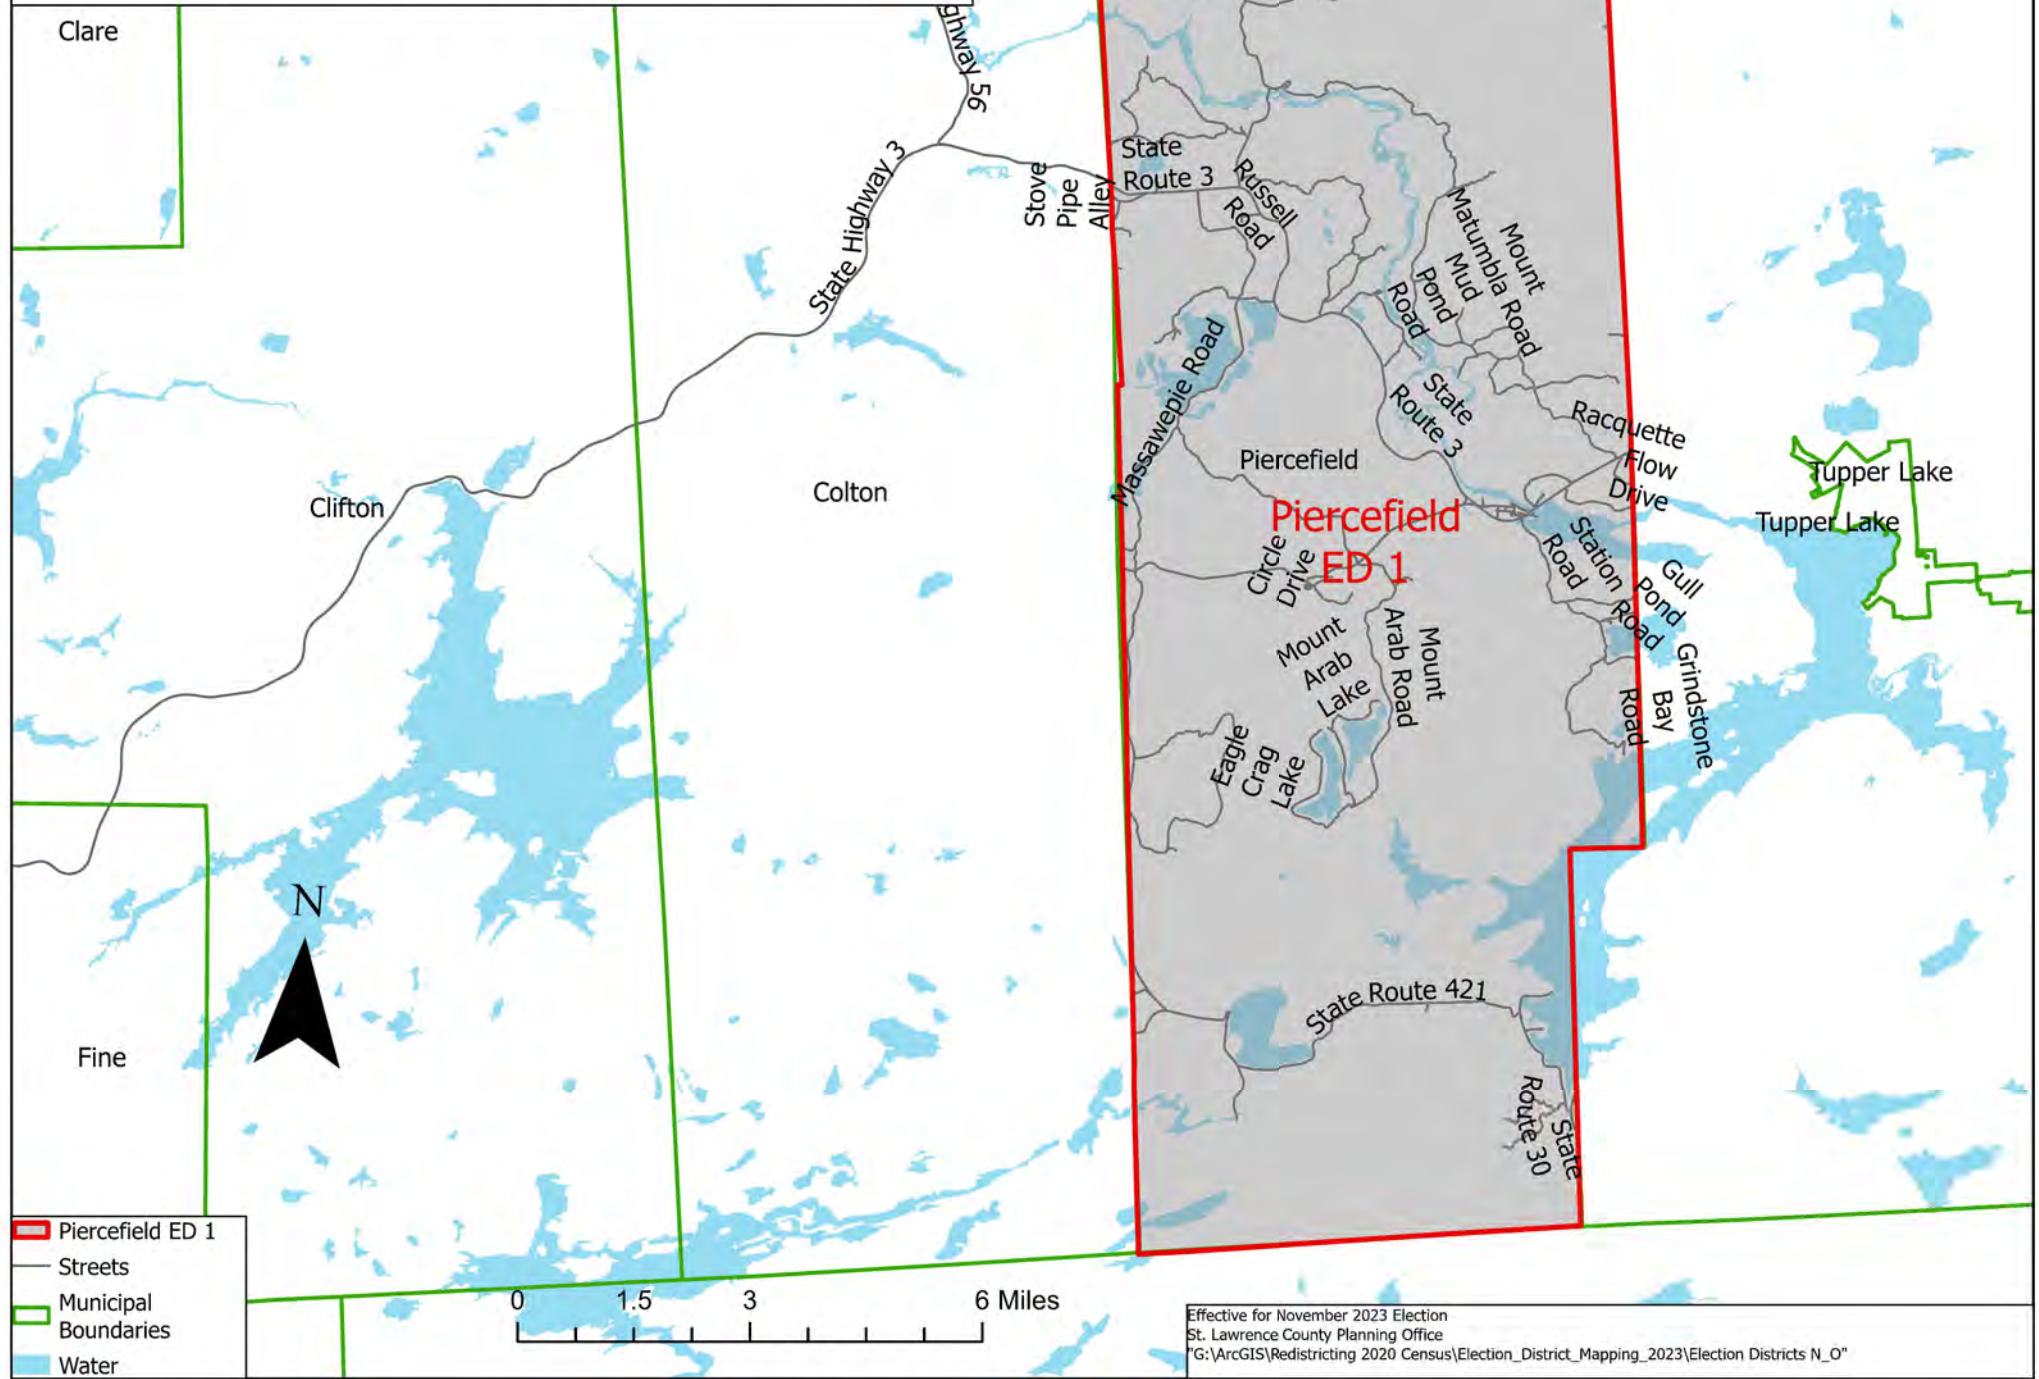 Clare
ghway 56
State Highway 3
Stove
Pipe
Alley
State
Route 3
Russell
Road
Mount
Matumbla Road
Mud
Pond
Road
Massawepie Road
State
Route 3
Racquette
Flow
Drive
Piercefield
Piercefield
ED 1
Tupper Lake
Tupper Lake
Clifton
Colton
Circle
Drive
Station
Road
Gull
Pond
Road
Mount
Arab
Lake
Mount
Arab Road
Grindstone
Bay
Road
Eagle
Crag
Lake
N
State Route 421
Fine
State
Route 30
Piercefield ED 1
Streets
Municipal
Boundaries
Water
0 1.5 3 6 Miles
Effective for November 2023 Election
St. Lawrence County Planning Office
"G:\ArcGIS\Redistricting 2020 Census\Election_District_Mapping_2023\Election Districts N_O"